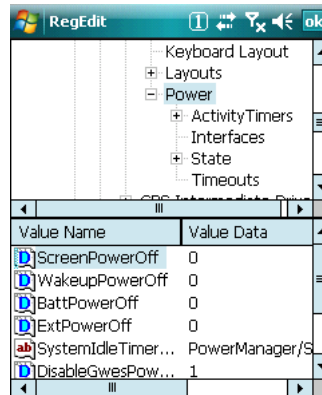 RegEdit 1 ok
Keyboard Layout
Layouts
Power
ActivityTimers
Interfaces
State
Timeouts
Value Name Value Data
ScreenPowerOff 0
WakeupPowerOff 0
BattPowerOff 0
ExtPowerOff 0
SystemIdleTimer... PowerManager/S
DisableGwesPow... 1